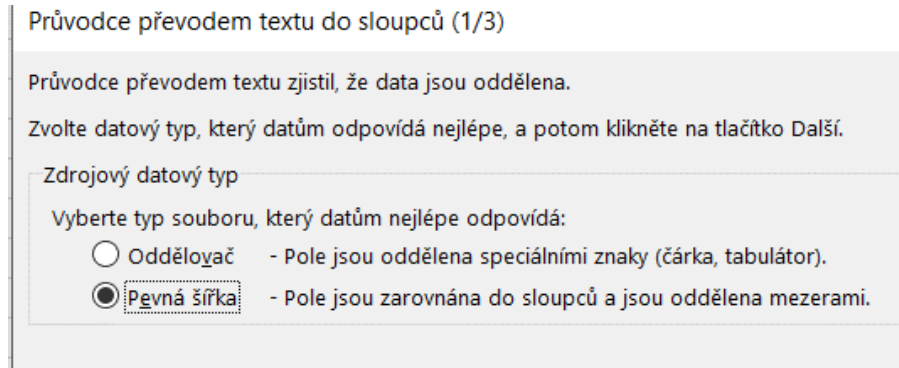 Průvodce převodem textu do sloupců (1/3)
Průvodce převodem textu zjistil, že data jsou oddělena.
Zvolte datový typ, který datům odpovídá nejlépe, a potom klikněte na tlačítko Další.
Zdrojový datový typ
Vyberte typ souboru, který datům nejlépe odpovídá:
Oddělovač - Pole jsou oddělena speciálními znaky (čárka, tabulátor).
Pevná šířka - Pole jsou zarovnána do sloupců a jsou oddělena mezerami.